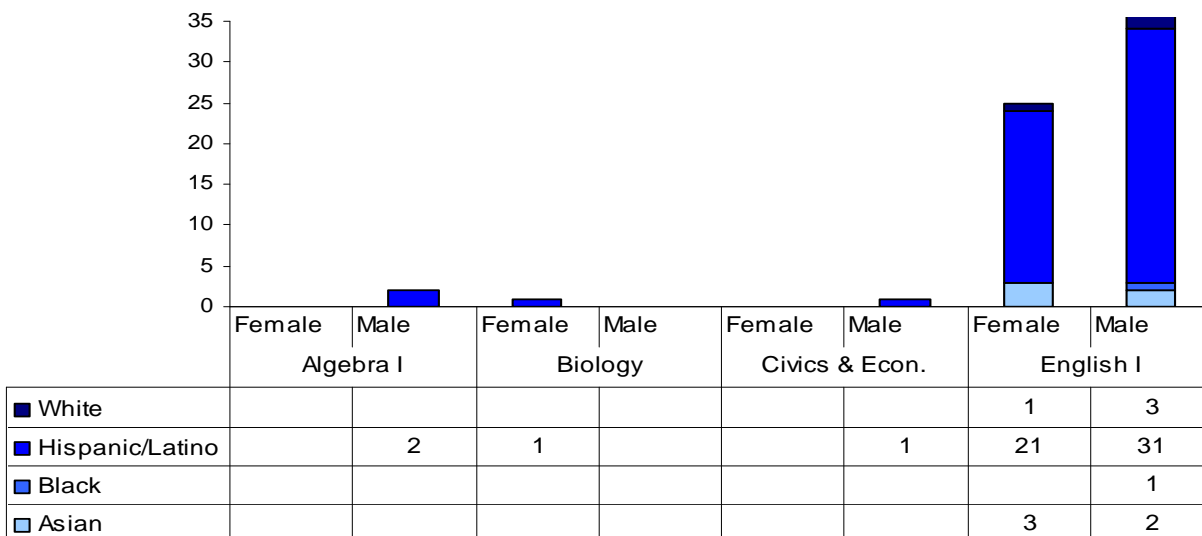 35
30
25
20
15
10
5
0
Female Male Female Male Female Male Female Male
Algebra I Biology Civics & Econ. English I
White 1 3
Hispanic/Latino 2 1 1 21 31
Black 1
Asian 3 2